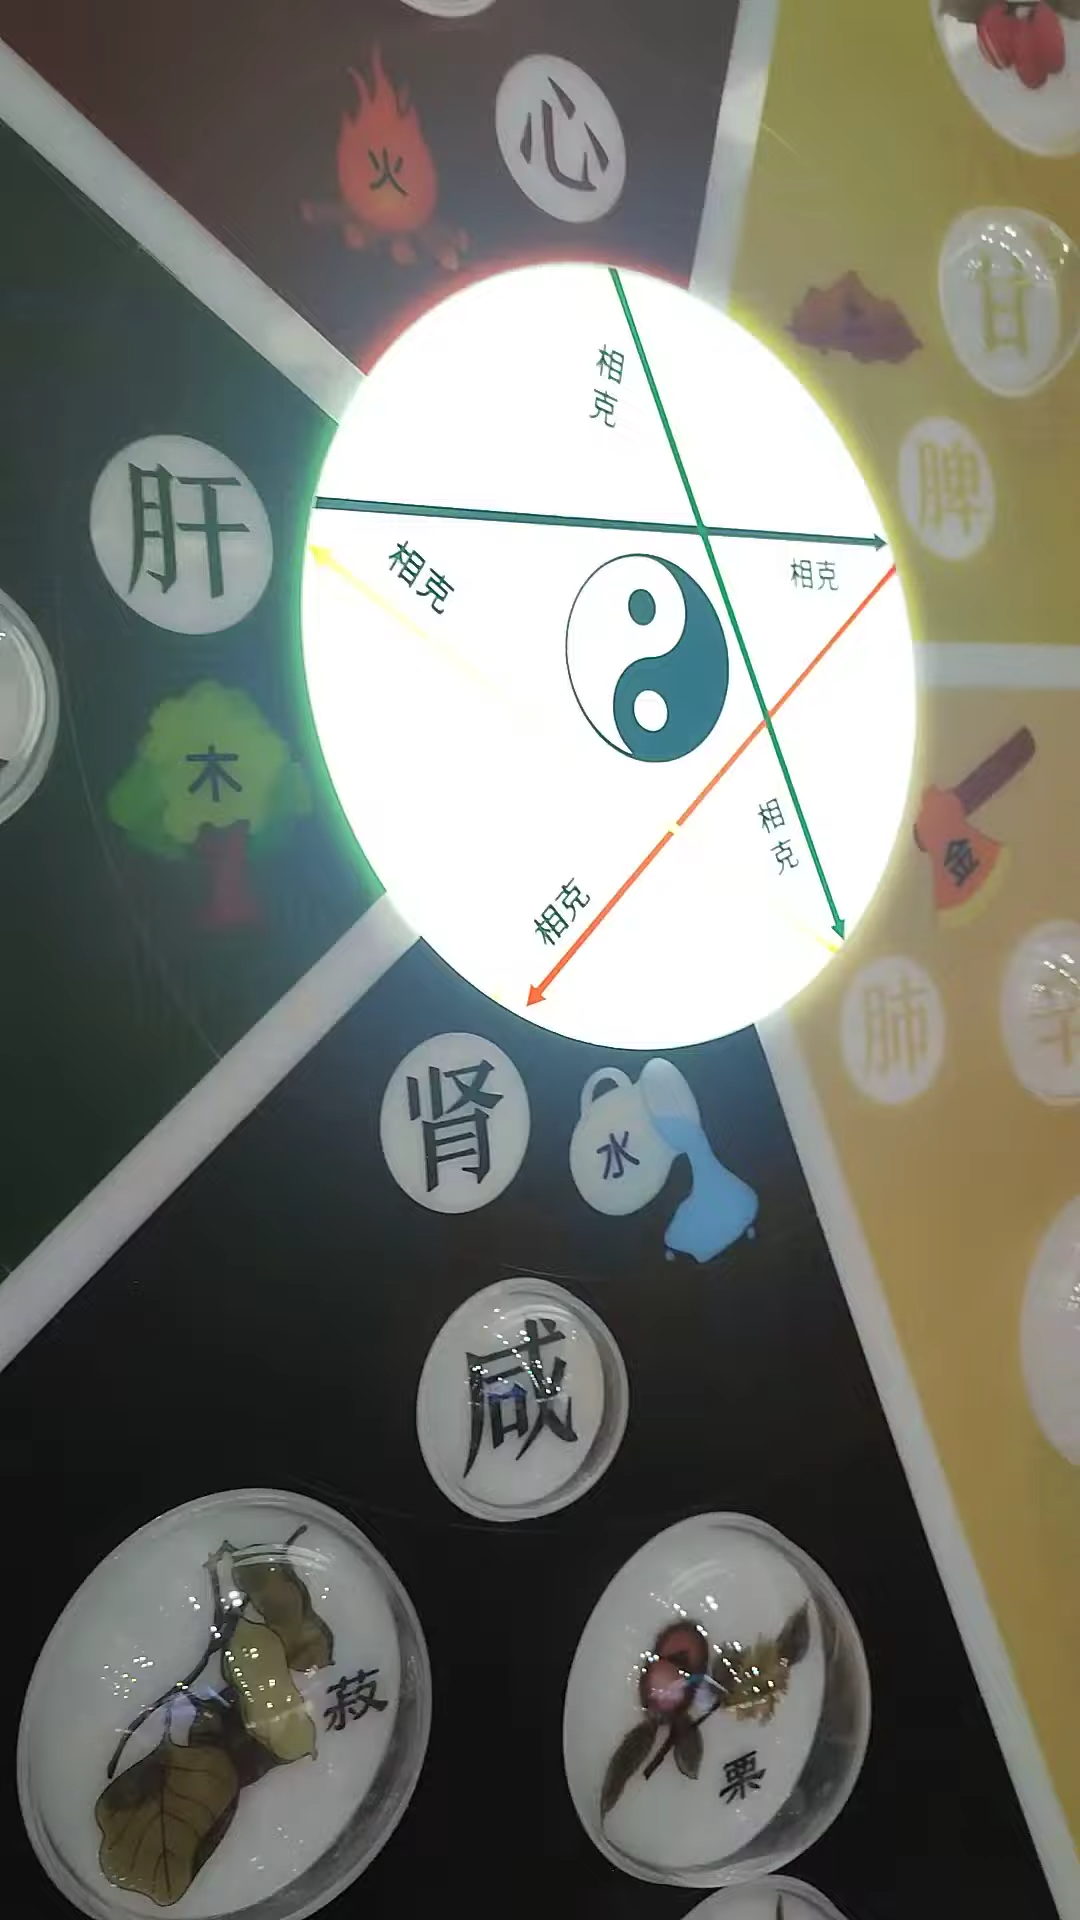 心
火
甘
脾
相
克
相克
相克
肝
木
金
相
克
相克
肺
辛
肾
水
咸
菽
栗